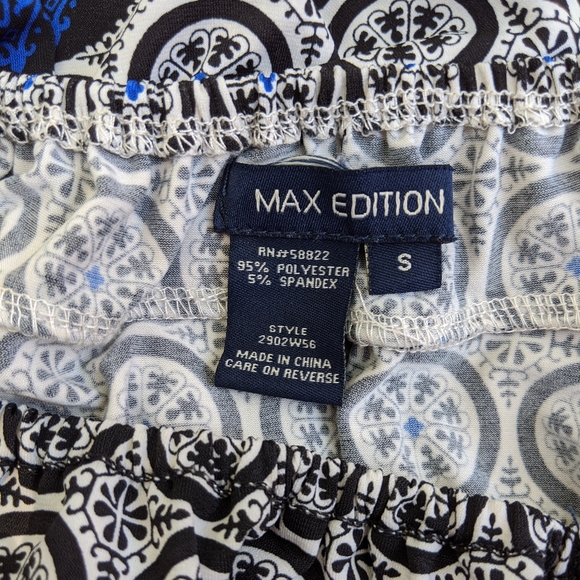 MAX EDITION
S
RN#58822
95% POLYESTER
5% SPANDEX
STYLE
2902W56
MADE IN CHINA
CARE ON REVERSE